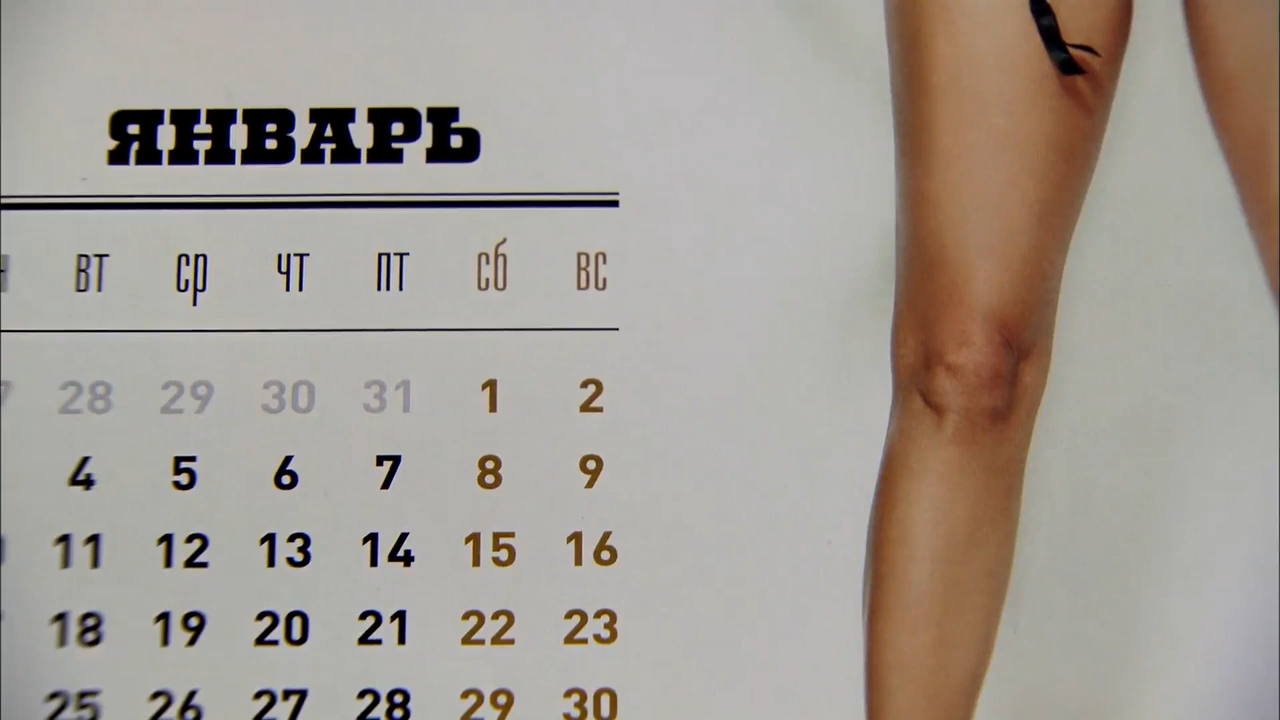 ЯНВАРЬ
вт ср чт пт сб вс
28 29 30 31 1 2
4 5 6 7 8 9
11 12 13 14 15 16
18 19 20 21 22 23
25 26 27 28 29 30